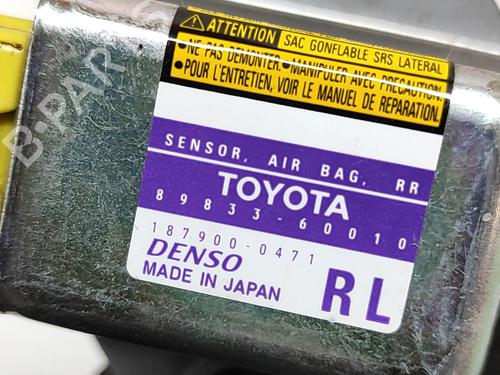 ATTENTION SAC GONFLABLE SRS LATERAL
•NE PAS DEMONTER •MANIPULER AVEC PRECAUTION.
•POUR L'ENTRETIEN, VOIR LE MANUEL DE REPARATION.
SENSOR, AIR BAG, RR
TOYOTA
89833-60010
187900-0471
DENSO
MADE IN JAPAN
RL
B-PARTS